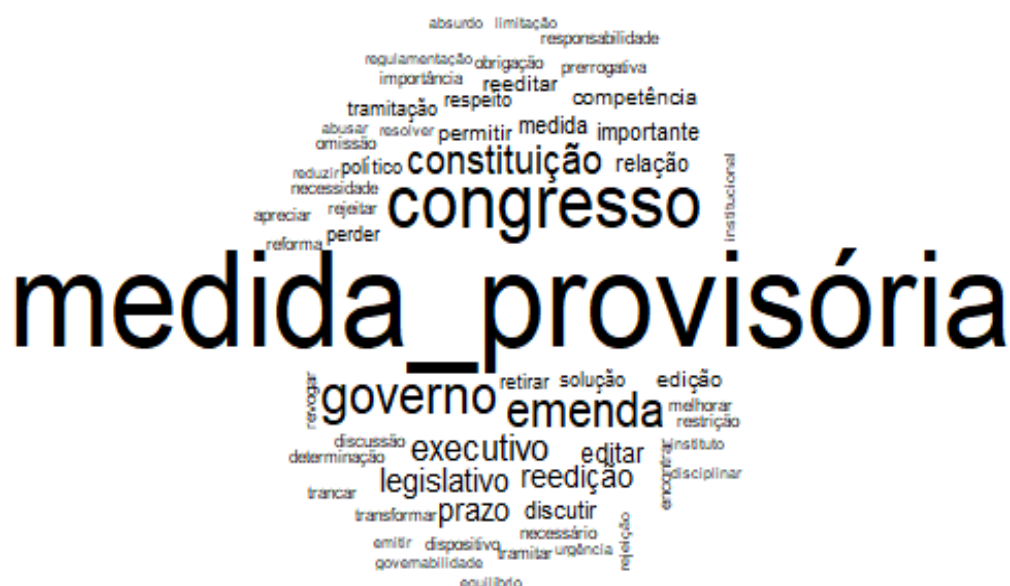 absurdo limitação
responsabilidade
regulamentação obrigação prerrogativa
importância reeditar
tramitação respeito competência
abusar resolver permitir medida importante
omissão
reduzir político constituição relação
necessidade
apreciar rejeitar congresso institucional
reforma perder
medida_provisória
revogar governo retirar solução edição
emenda melhorar
restrição
discussão executivo editar encontrar instituto
determinação
legislativo reedição disciplinar
trancar
transformar prazo discutir
necessário
emitir dispositivo tramitar urgência rejeição
governabilidade
equilíbrio